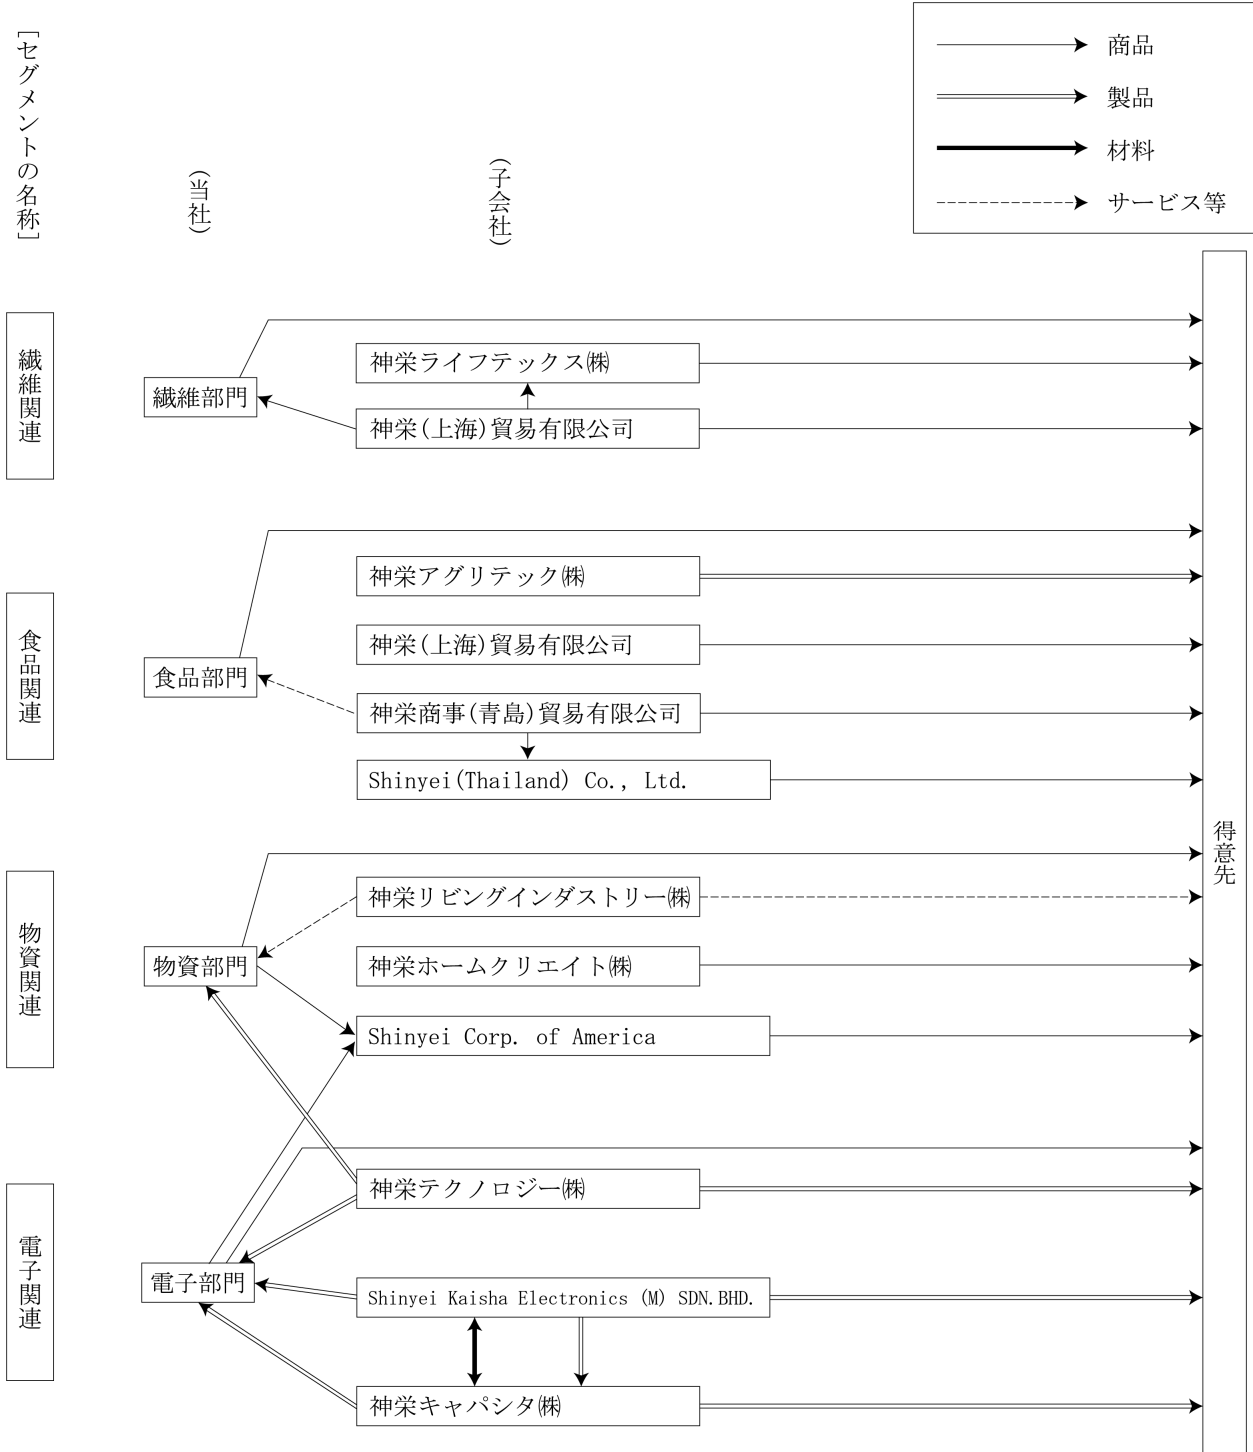 [セグメントの名称]
(当社)
(子会社)
商品
製品
材料
サービス等
繊維関連
繊維部門
神栄ライフテックス㈱
神栄(上海)貿易有限公司
食品関連
食品部門
神栄アグリテック㈱
神栄(上海)貿易有限公司
神栄商事(青島)貿易有限公司
Shinyei(Thailand) Co., Ltd.
物資関連
物資部門
神栄リビングインダストリー㈱
神栄ホームクリエイト㈱
Shinyei Corp. of America
電子関連
電子部門
神栄テクノロジー㈱
Shinyei Kaisha Electronics (M) SDN.BHD.
神栄キャパシタ㈱
得意先